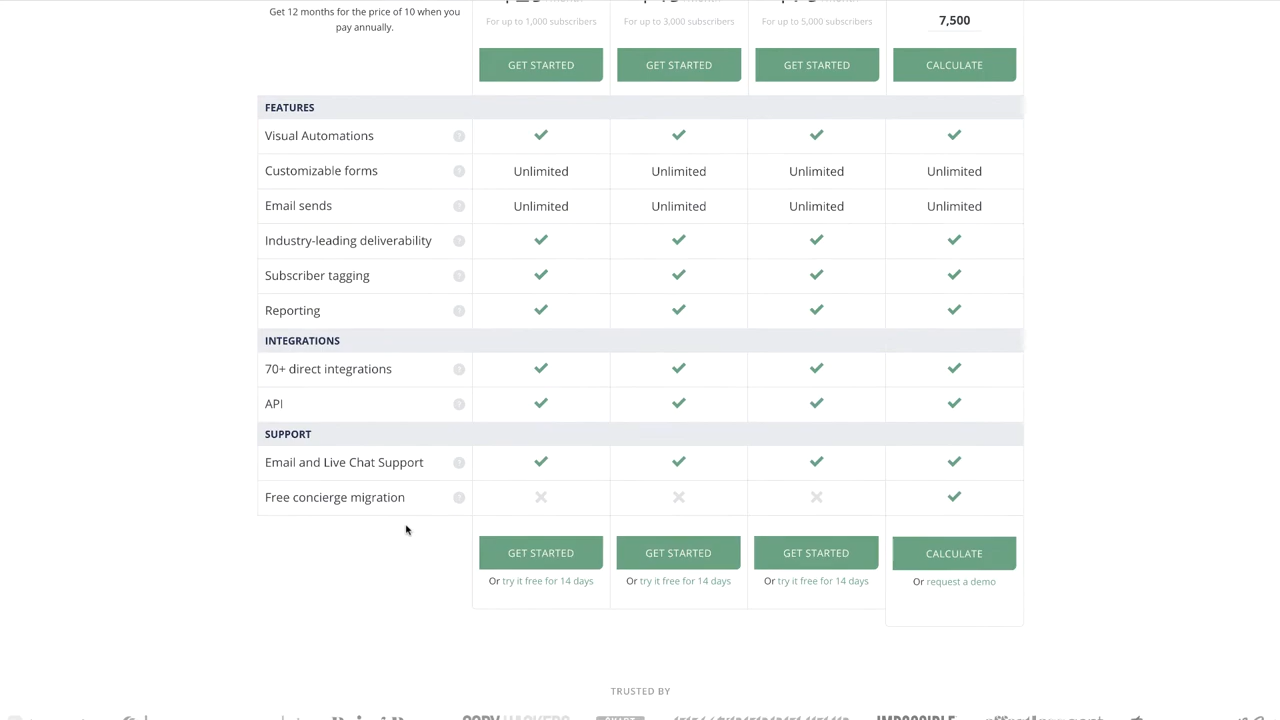 Get 12 months for the price of 10 when you
pay annually.
For up to 1,000 subscribers
For up to 3,000 subscribers
For up to 5,000 subscribers
7,500
GET STARTED
GET STARTED
GET STARTED
CALCULATE
FEATURES
Visual Automations ?
Customizable forms ? Unlimited Unlimited Unlimited Unlimited
Email sends ? Unlimited Unlimited Unlimited Unlimited
Industry-leading deliverability ?
Subscriber tagging ?
Reporting ?
INTEGRATIONS
70+ direct integrations ?
API ?
SUPPORT
Email and Live Chat Support ?
Free concierge migration ?
GET STARTED
GET STARTED
GET STARTED
CALCULATE
Or try it free for 14 days
Or try it free for 14 days
Or try it free for 14 days
Or request a demo
TRUSTED BY